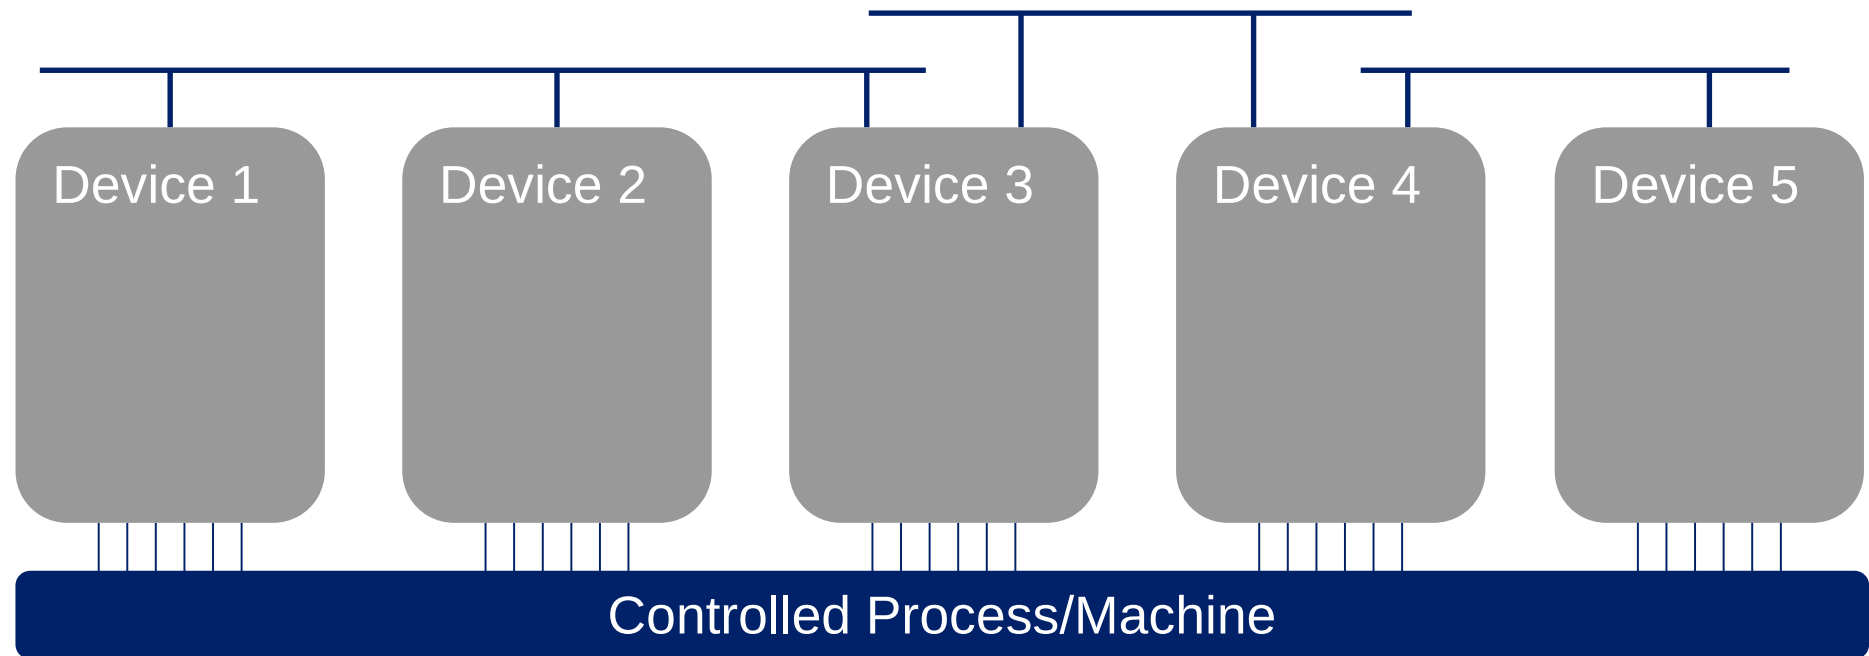 Device 1
Device 2
Device 3
Device 4
Device 5
Controlled Process/Machine